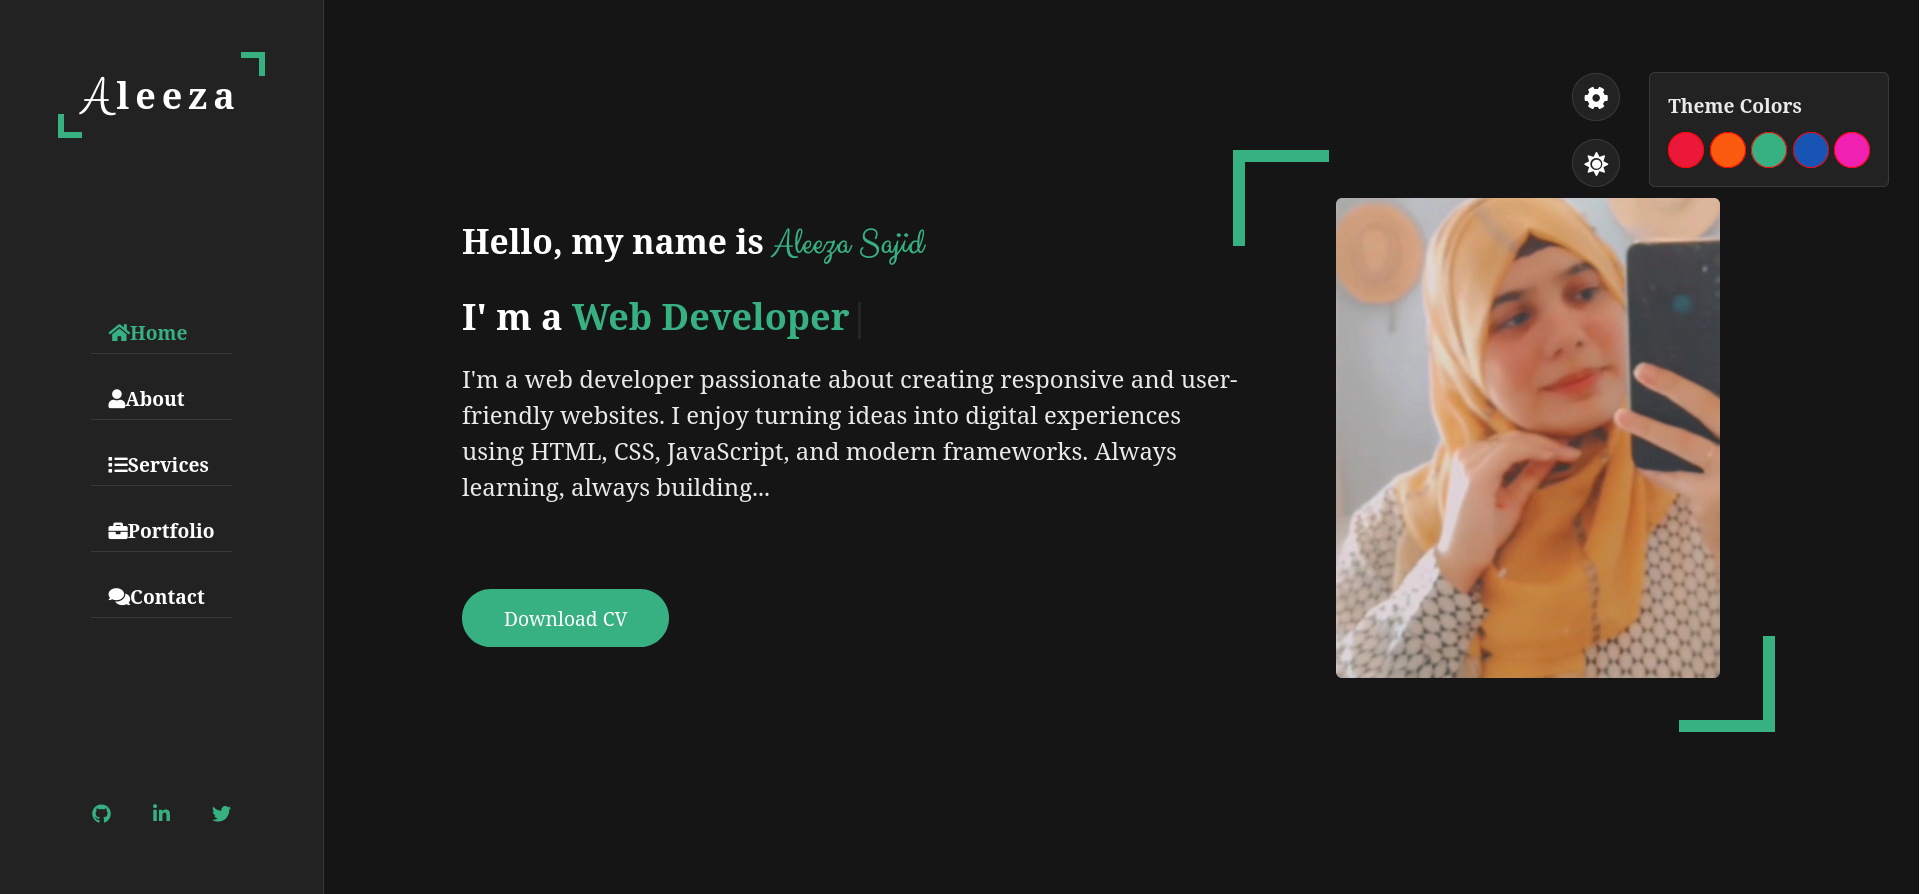 Aleeza
Home
About
Services
Portfolio
Contact
Hello, my name is Aleeza Sajid
I' m a Web Developer
I'm a web developer passionate about creating responsive and user-
friendly websites. I enjoy turning ideas into digital experiences
using HTML, CSS, JavaScript, and modern frameworks. Always
learning, always building...
Download CV
Theme Colors